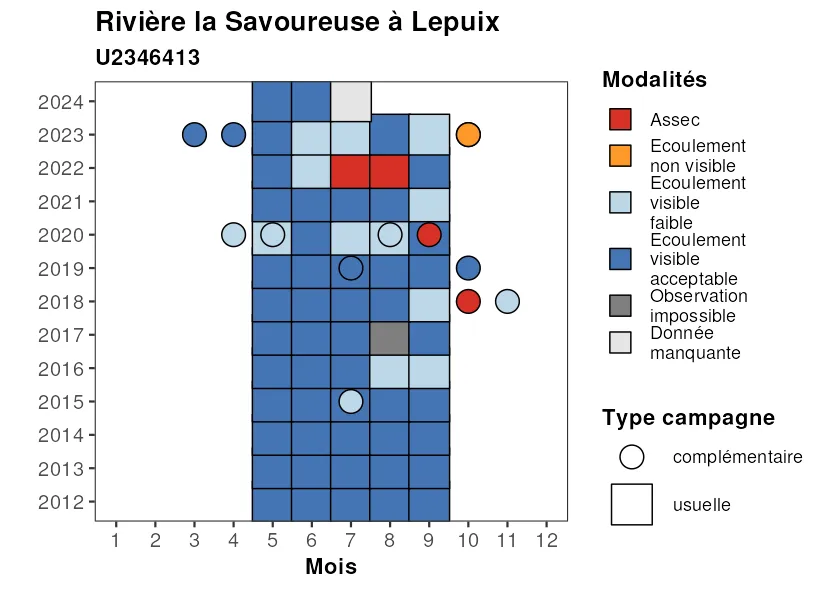 Rivière la Savoureuse à Lepuix
U2346413
2024
2023
2022
2021
2020
2019
2018
2017
2016
2015
2014
2013
2012
1 2 3 4 5 6 7 8 9 10 11 12
Mois
Modalités
Assec
Ecoulement
non visible
Ecoulement
visible
faible
Ecoulement
visible
acceptable
Observation
impossible
Donnée
manquante
Type campagne
complémentaire
usuelle